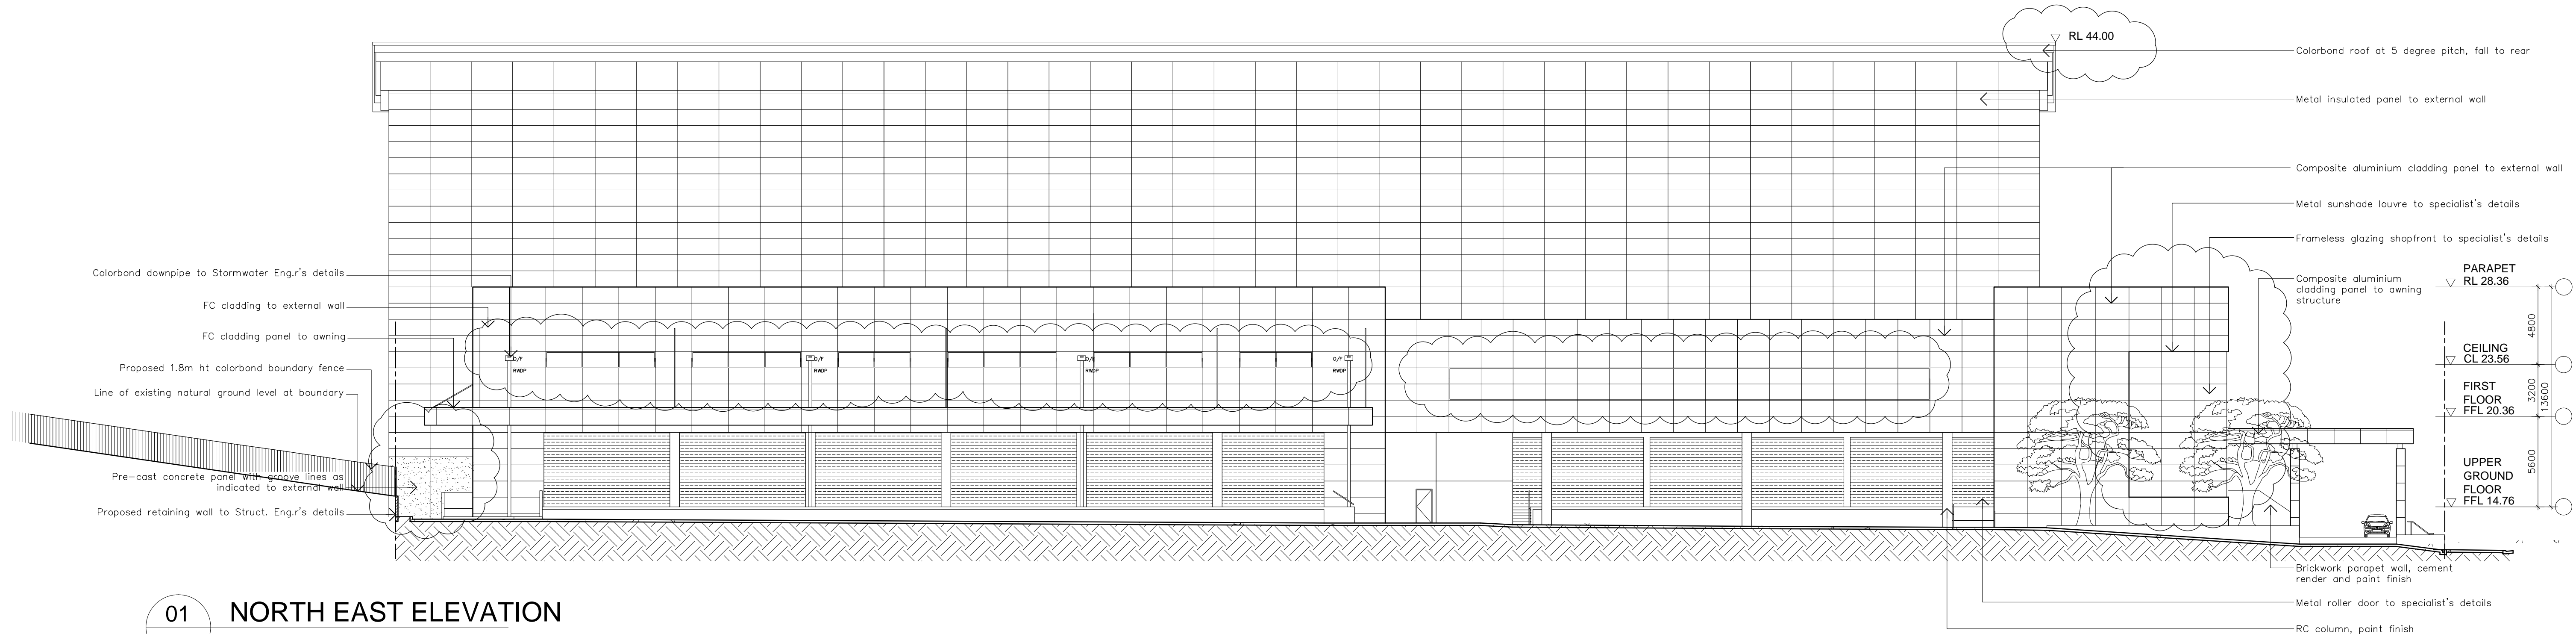 RL 44.00
Colorbond roof at 5 degree pitch, fall to rear
Metal insulated panel to external wall
Composite aluminium cladding panel to external wall
Metal sunshade louvre to specialist's details
Frameless glazing shopfront to specialist's details
Composite aluminium
cladding panel to awning
structure
Colorbond downpipe to Stormwater Eng.r's details
FC cladding to external wall
FC cladding panel to awning
Proposed 1.8m ht colorbond boundary fence
Line of existing natural ground level at boundary
Pre-cast concrete panel with groove lines as
indicated to external wall
Proposed retaining wall to Struct. Eng.r's details
O/F
RWDP
O/F
RWDP
O/F
RWDP
O/F
RWDP
PARAPET
RL 28.36
4800
CEILING
CL 23.56
3200
13600
FIRST
FLOOR
FFL 20.36
5600
UPPER
GROUND
FLOOR
FFL 14.76
Brickwork parapet wall, cement
render and paint finish
Metal roller door to specialist's details
RC column, paint finish
01
NORTH EAST ELEVATION